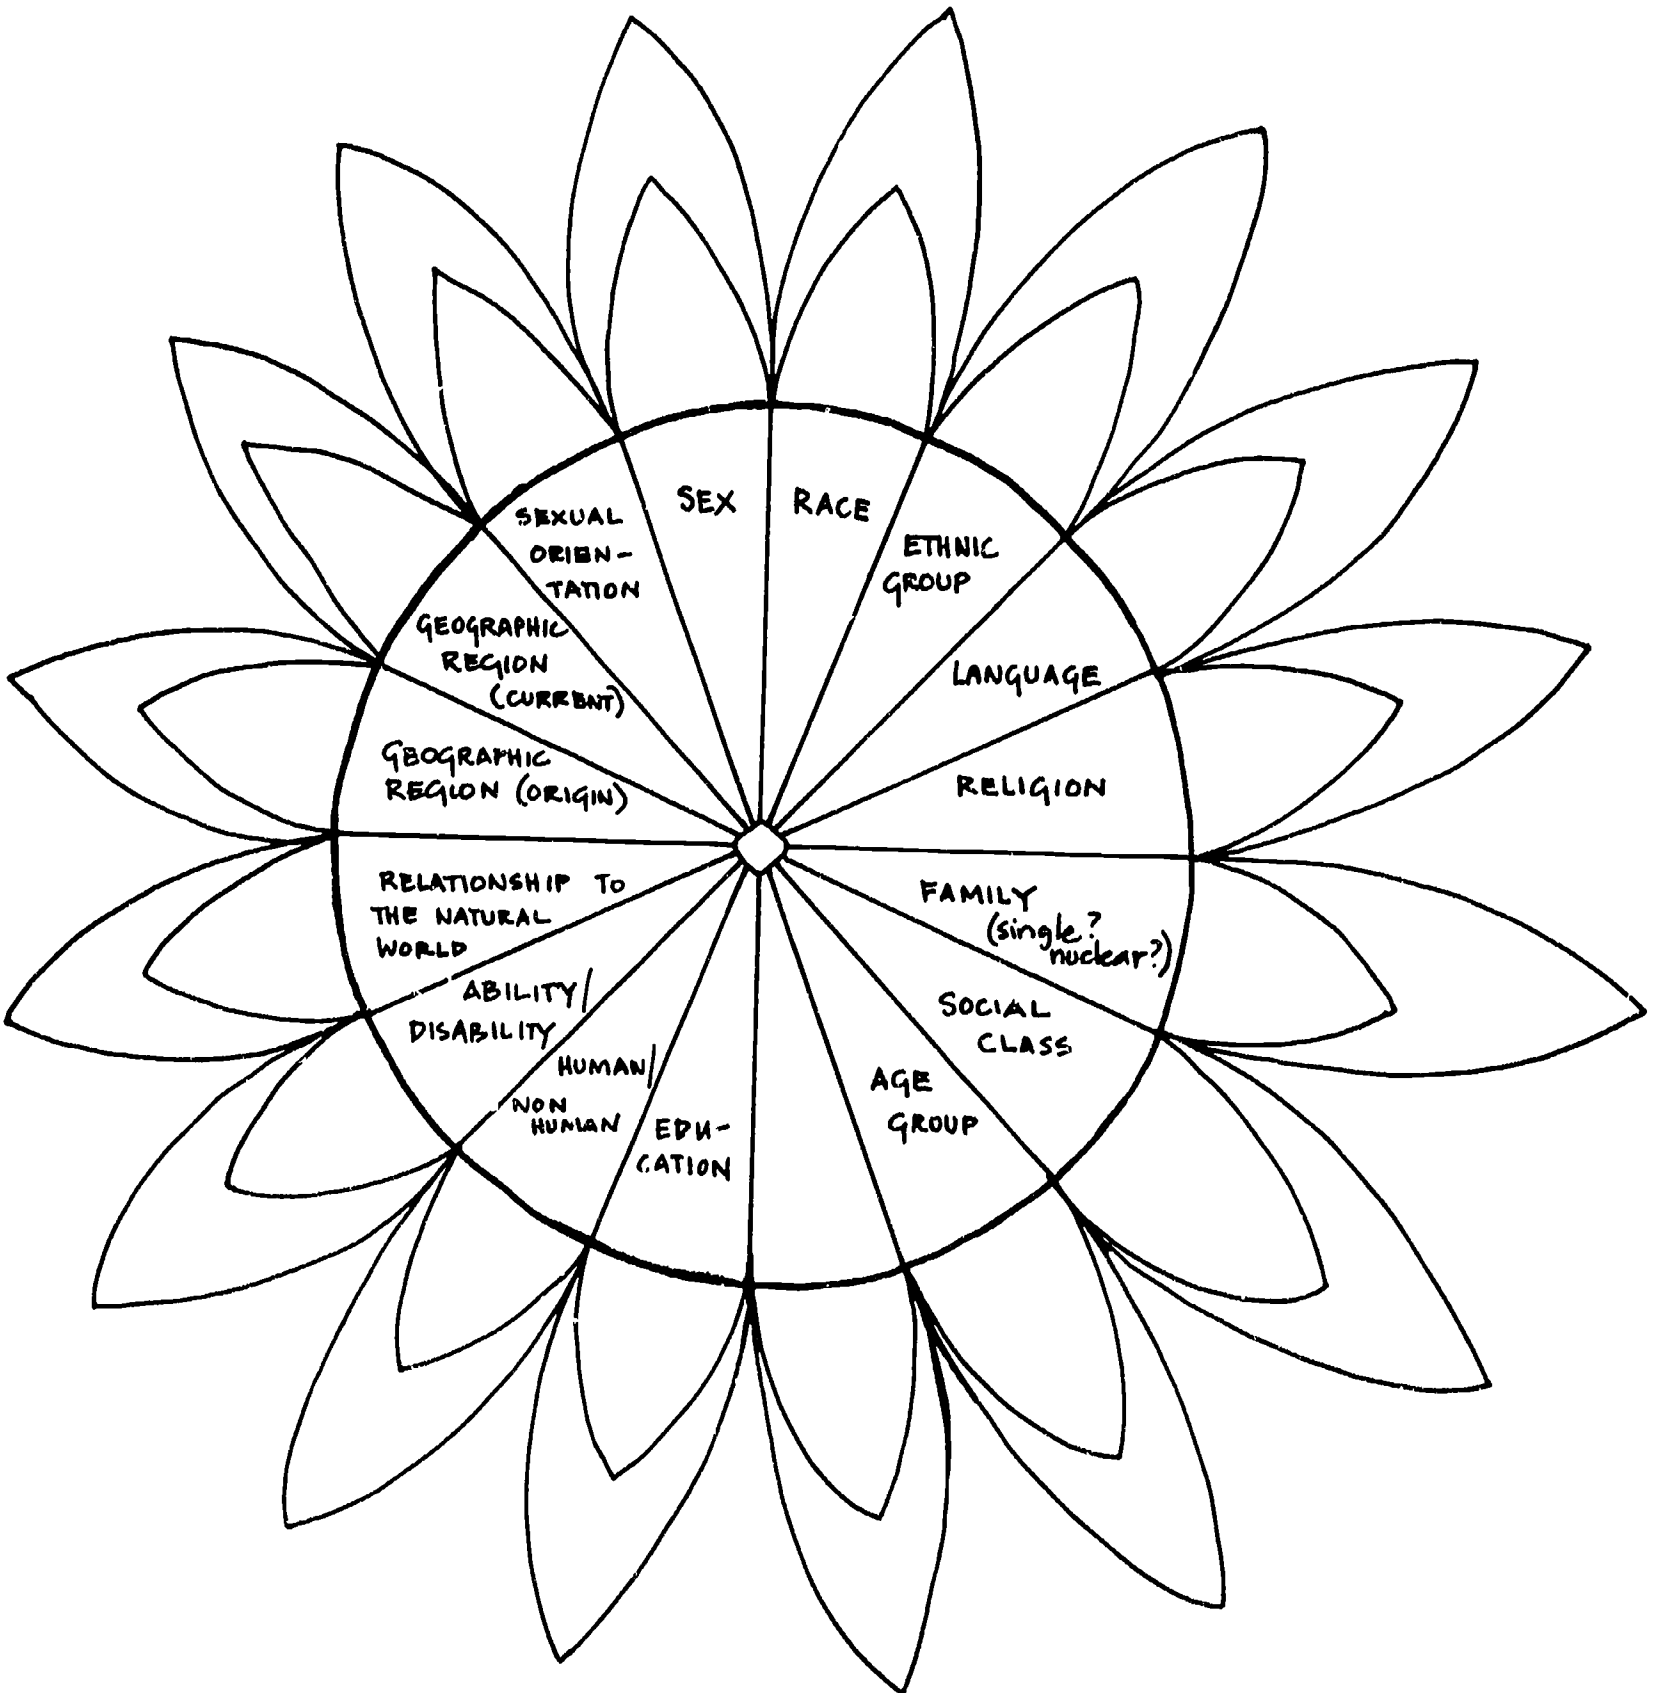 SEX
RACE
ETHNIC
GROUP
LANGUAGE
RELIGION
FAMILY
(single?
nuclear?)
SOCIAL
CLASS
AGE
GROUP
EDU-
CATION
HUMAN/
NON
HUMAN
ABILITY/
DISABILITY
RELATIONSHIP TO
THE NATURAL
WORLD
GEOGRAPHIC
REGION (ORIGIN)
GEOGRAPHIC
REGION
(CURRENT)
SEXUAL
ORIEN-
TATION